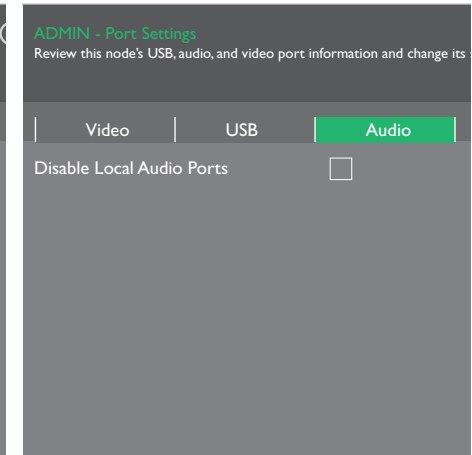 ADMIN - Port Settings
Review this node's USB, audio, and video port information and change its
Video USB Audio
Disable Local Audio Ports